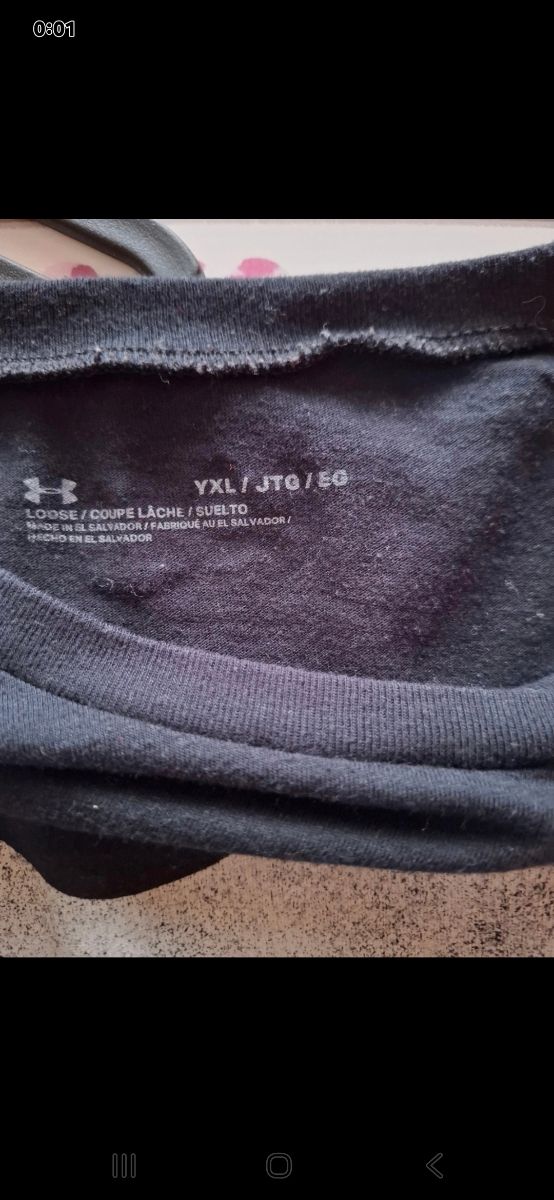 0:01
YXL / JTG / EG
LOOSE / COUPE LÂCHE / SUELTO
MADE IN EL SALVADOR / FABRIQUÉ AU EL SALVADOR /
HECHO EN EL SALVADOR